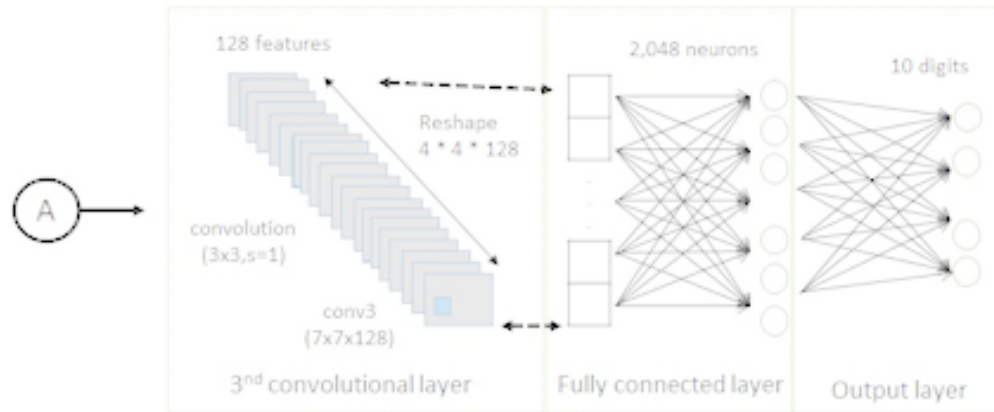 A
128 features
Reshape
4 * 4 * 128
convolution
(3x3,s=1)
conv3
(7x7x128)
3nd convolutional layer
2,048 neurons
Fully connected layer
10 digits
Output layer